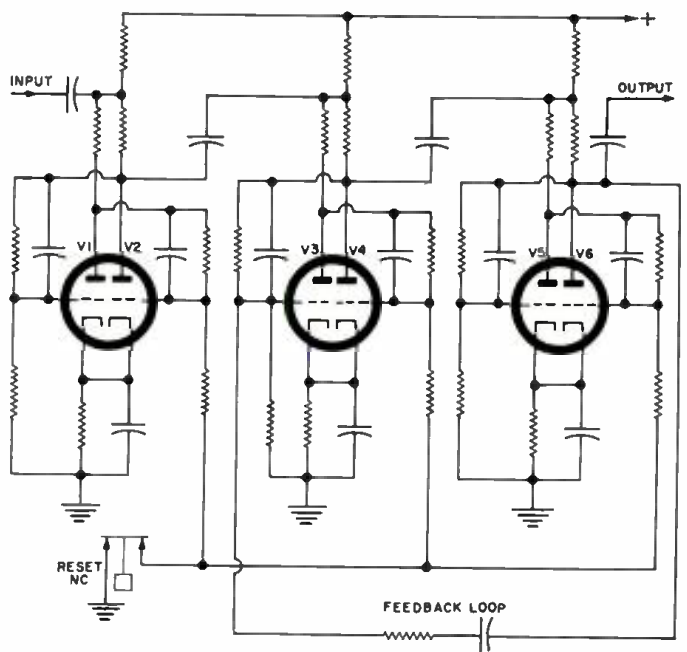 +
INPUT
OUTPUT
V1 V2
V3 V4
V5 V6
RESET
NC
FEEDBACK LOOP